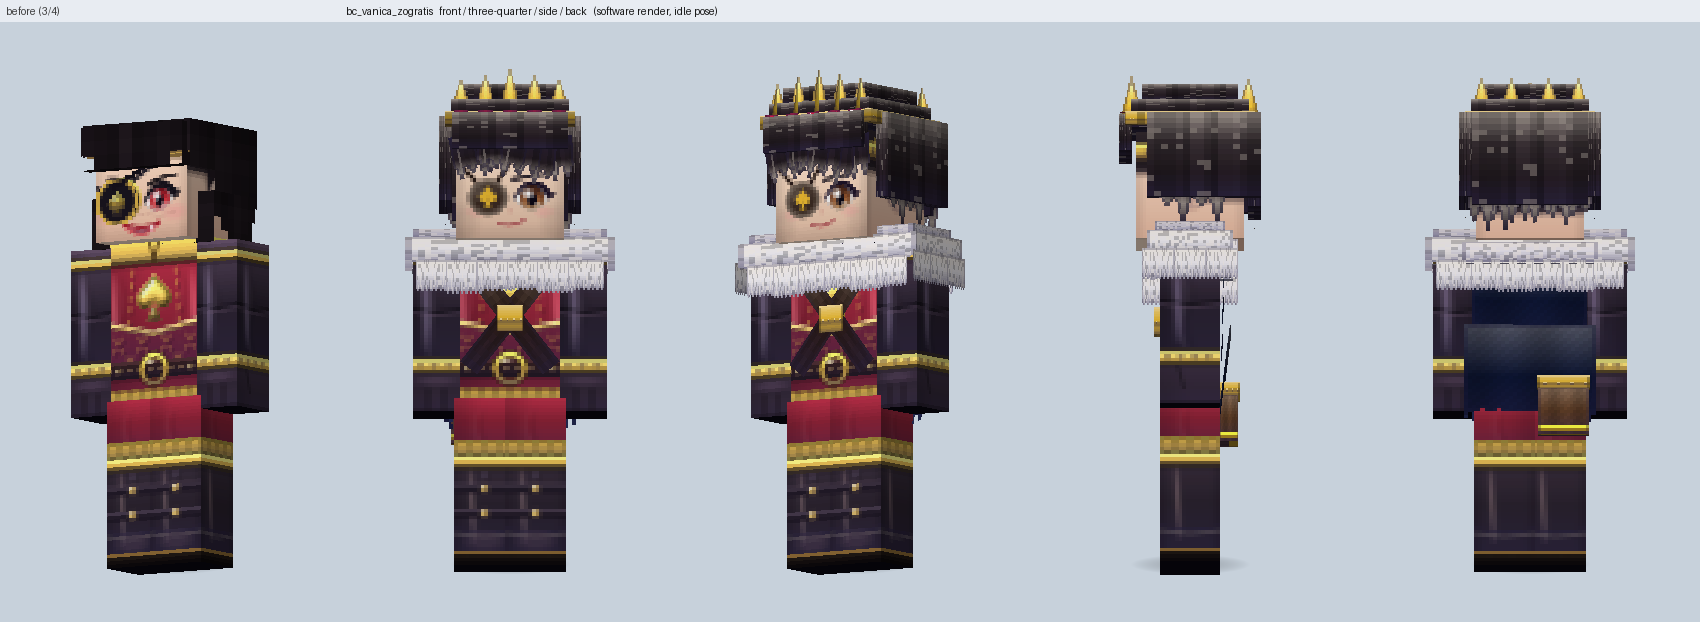 before (3/4)
bc_vanica_zogratis front / three-quarter / side / back (software render, idle pose)